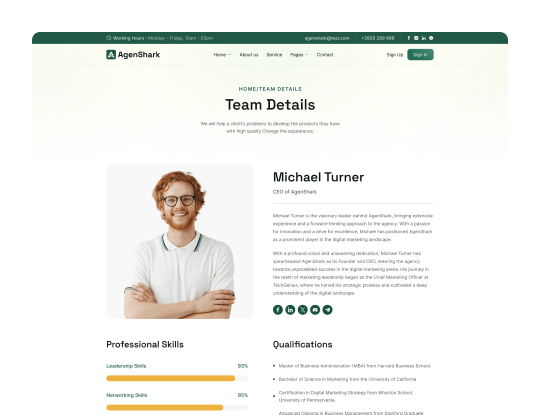 Working Hours : Monday - Friday, 10am - 05pm
agenshark@test.com
+3929 299 999
AgenShark
Home
About us
Service
Pages
Contact
Sign Up
Sign In
HOME/TEAM DETAILS
Team Details
We will help a client's problems to develop the products they have
with high quality Change the appearance.
Michael Turner
CEO of AgenShark
Michael Turner is the visionary leader behind AgenShark, bringing extensive
experience and a forward-thinking approach to the agency. With a passion
for innovation and a drive for excellence, Michael has positioned AgenShark
as a prominent player in the digital marketing landscape.
With a profound vision and unwavering dedication, Michael Turner has
spearheaded AgenShark as its Founder and CEO, steering the agency
towards unparalleled success in the digital marketing arena. His journey in
the realm of marketing leadership began as the Chief Marketing Officer at
TechGenius, where he honed his strategic prowess and cultivated a deep
understanding of the digital landscape.
Professional Skills
Leadership Skills
93%
Networking Skills
85%
Qualifications
Master of Business Administration (MBA) from Harvard Business School.
Bachelor of Science in Marketing from the University of California
Certification in Digital Marketing Strategy from Wharton School,
University of Pennsylvania.
Advanced Diploma in Business Management from Stanford Graduate